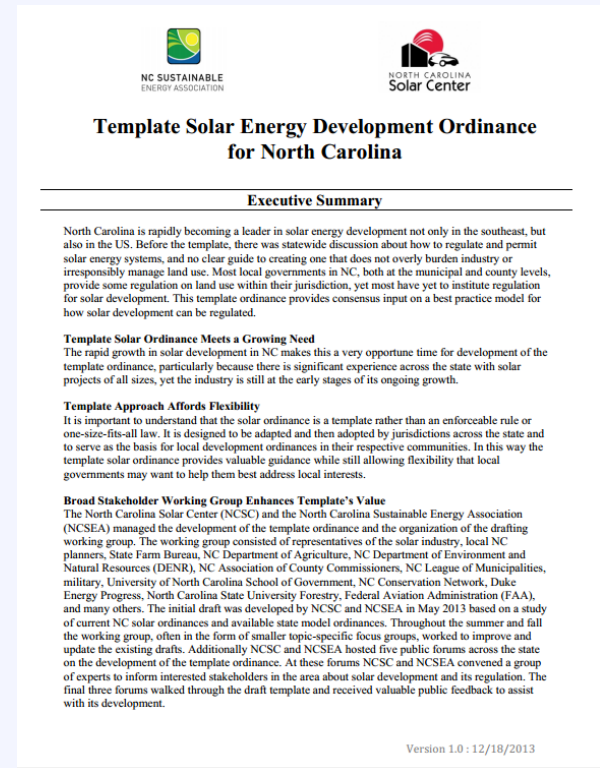 NC SUSTAINABLE
ENERGY ASSOCIATION
NORTH CAROLINA
Solar Center
Template Solar Energy Development Ordinance
for North Carolina
Executive Summary
North Carolina is rapidly becoming a leader in solar energy development not only in the southeast, but
also in the US. Before the template, there was statewide discussion about how to regulate and permit
solar energy systems, and no clear guide to creating one that does not overly burden industry or
irresponsibly manage land use. Most local governments in NC, both at the municipal and county levels,
provide some regulation on land use within their jurisdiction, yet most have yet to institute regulation
for solar development. This template ordinance provides consensus input on a best practice model for
how solar development can be regulated.
Template Solar Ordinance Meets a Growing Need
The rapid growth in solar development in NC makes this a very opportune time for development of the
template ordinance, particularly because there is significant experience across the state with solar
projects of all sizes, yet the industry is still at the early stages of its ongoing growth.
Template Approach Affords Flexibility
It is important to understand that the solar ordinance is a template rather than an enforceable rule or
one-size-fits-all law. It is designed to be adapted and then adopted by jurisdictions across the state and
to serve as the basis for local development ordinances in their respective communities. In this way the
template solar ordinance provides valuable guidance while still allowing flexibility that local
governments may want to help them best address local interests.
Broad Stakeholder Working Group Enhances Template's Value
The North Carolina Solar Center (NCSC) and the North Carolina Sustainable Energy Association
(NCSEA) managed the development of the template ordinance and the organization of the drafting
working group. The working group consisted of representatives of the solar industry, local NC
planners, State Farm Bureau, NC Department of Agriculture, NC Department of Environment and
Natural Resources (DENR), NC Association of County Commissioners, NC League of Municipalities,
military, University of North Carolina School of Government, NC Conservation Network, Duke
Energy Progress, North Carolina State University Forestry, Federal Aviation Administration (FAA),
and many others. The initial draft was developed by NCSC and NCSEA in May 2013 based on a study
of current NC solar ordinances and available state model ordinances. Throughout the summer and fall
the working group, often in the form of smaller topic-specific focus groups, worked to improve and
update the existing drafts. Additionally NCSC and NCSEA hosted five public forums across the state
on the development of the template ordinance. At these forums NCSC and NCSEA convened a group
of experts to inform interested stakeholders in the area about solar development and its regulation. The
final three forums walked through the draft template and received valuable public feedback to assist
with its development.
Version 1.0 : 12/18/2013